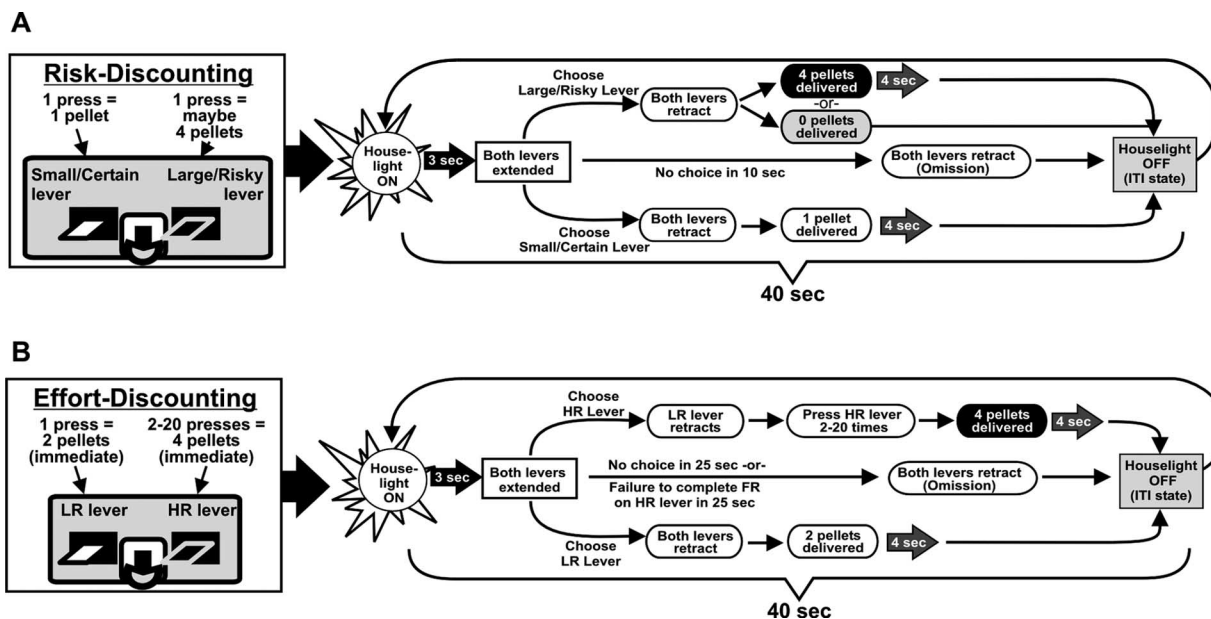 A
Risk-Discounting
1 press =
1 pellet
1 press =
maybe
4 pellets
Small/Certain
lever
Large/Risky
lever
House-
light
ON
3 sec
Both levers
extended
Choose
Large/Risky Lever
Both levers
retract
4 pellets
delivered
4 sec
-or-
0 pellets
delivered
No choice in 10 sec
Both levers retract
(Omission)
Choose
Small/Certain Lever
Both levers
retract
1 pellet
delivered
4 sec
Houselight
OFF
(ITI state)
40 sec
B
Effort-Discounting
1 press =
2 pellets
(immediate)
2-20 presses =
4 pellets
(immediate)
LR lever
HR lever
House-
light
ON
3 sec
Both levers
extended
Choose
HR Lever
LR lever
retracts
Press HR lever
2-20 times
4 pellets
delivered
4 sec
No choice in 25 sec -or-
Failure to complete FR
on HR lever in 25 sec
Both levers retract
(Omission)
Choose
LR Lever
Both levers
retract
2 pellets
delivered
4 sec
Houselight
OFF
(ITI state)
40 sec